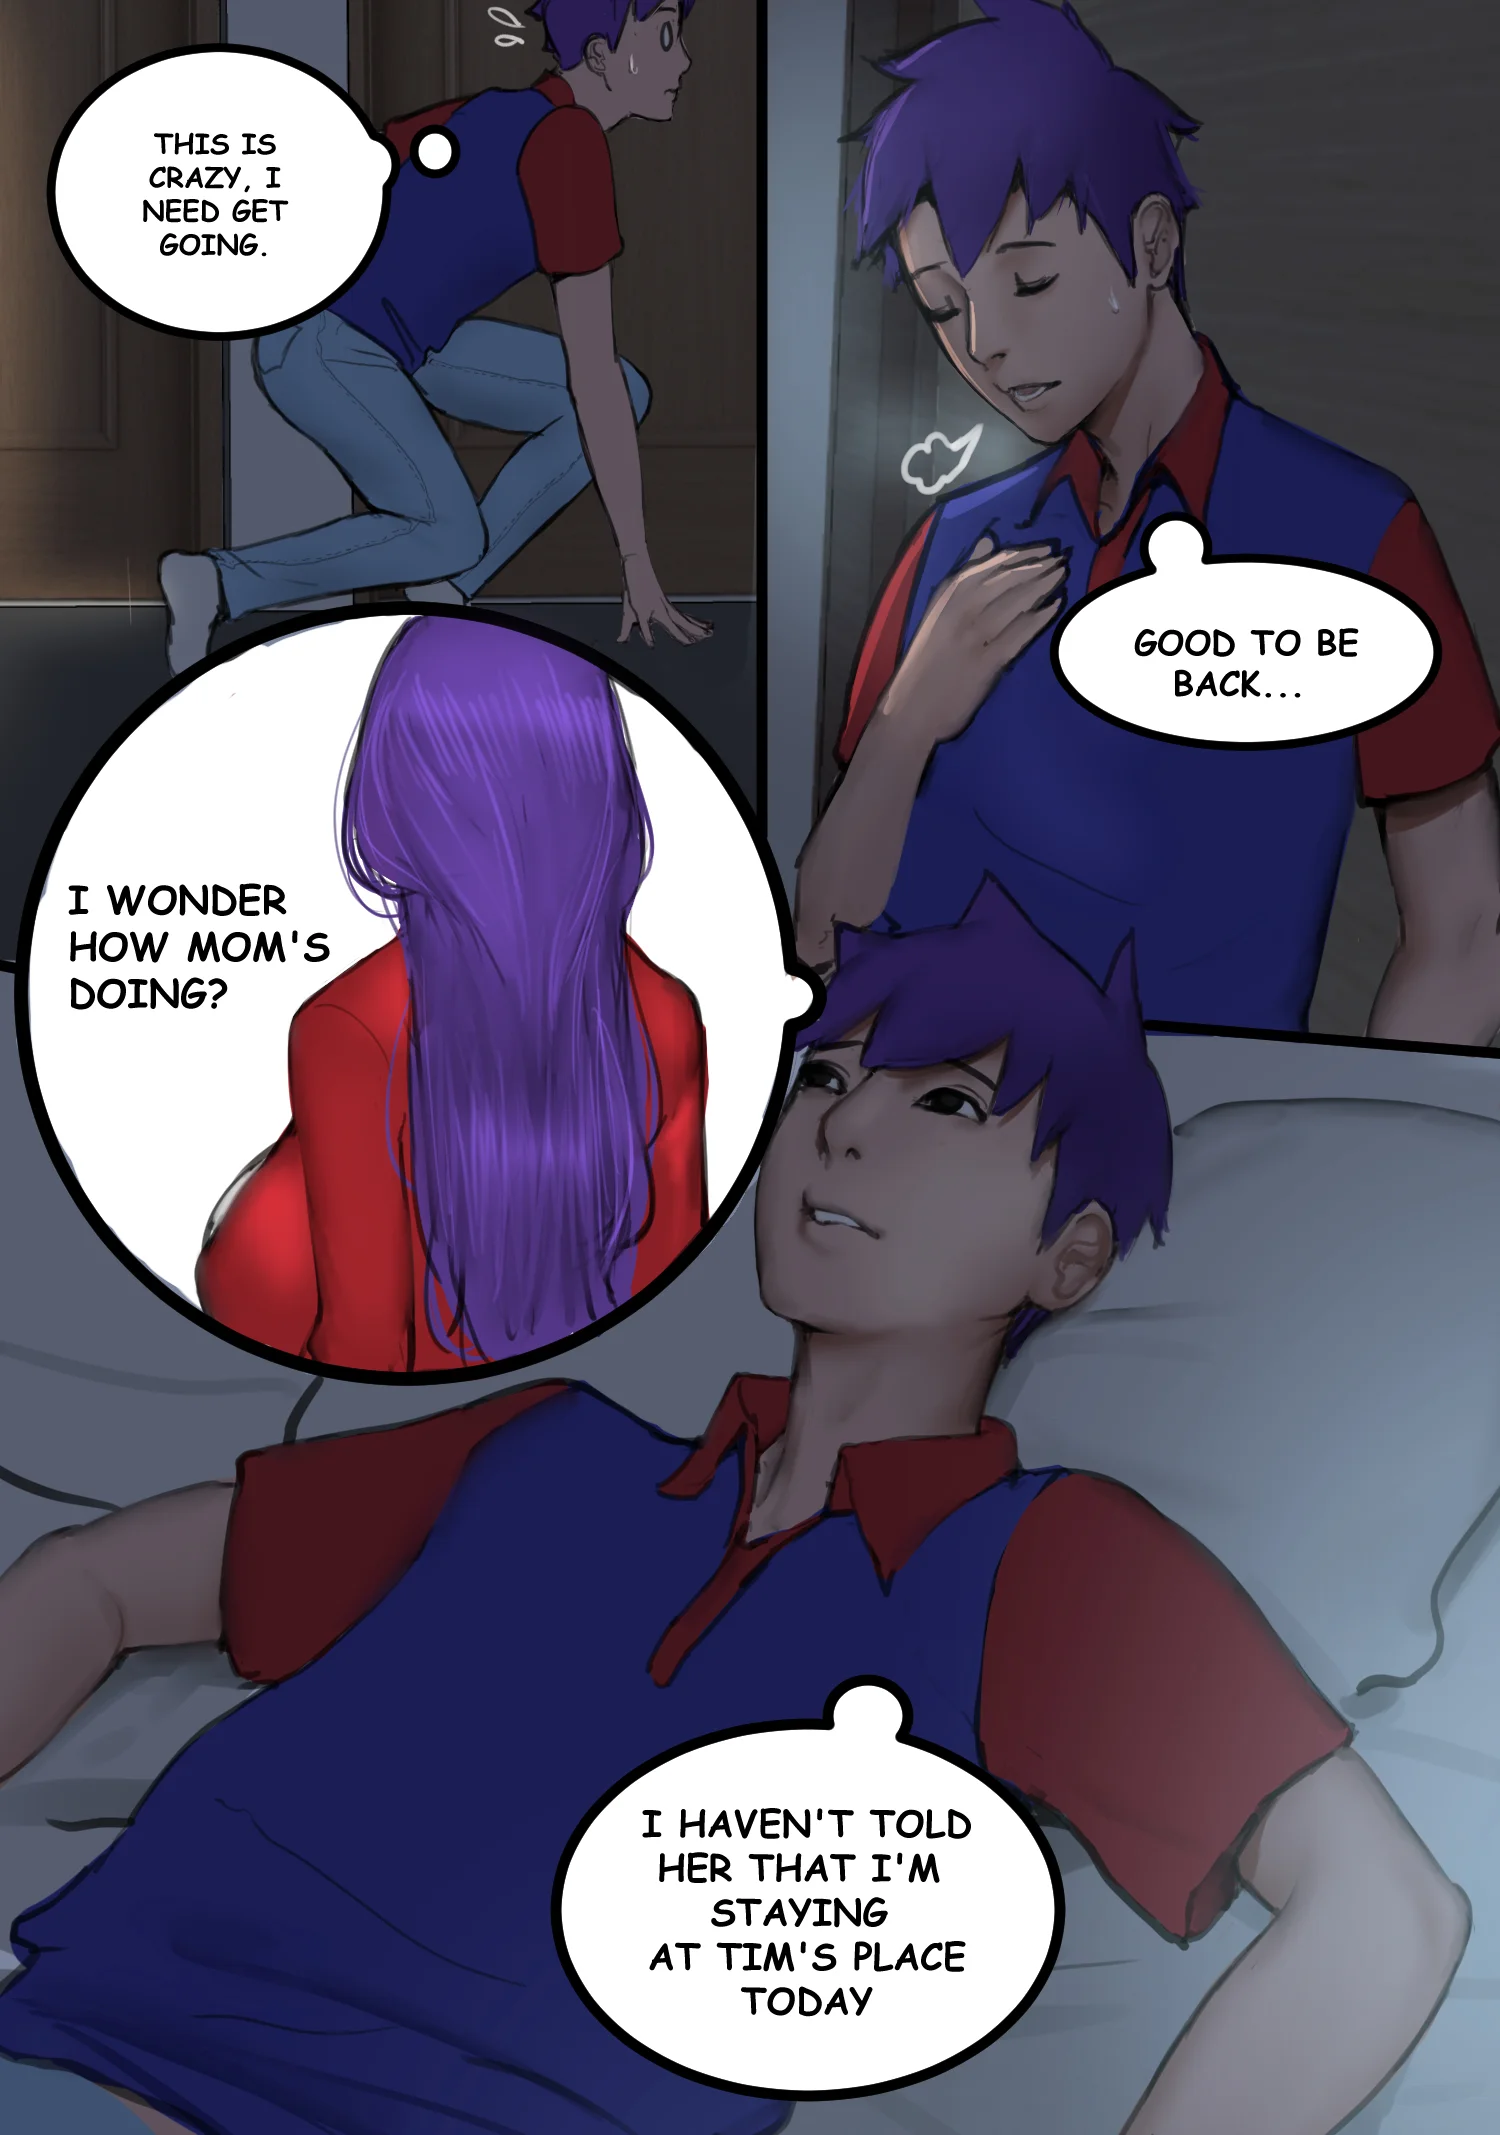 THIS IS
CRAZY, I
NEED GET
GOING.
GOOD TO BE
BACK...
I WONDER
HOW MOM'S
DOING?
I HAVEN'T TOLD
HER THAT I'M
STAYING
AT TIM'S PLACE
TODAY